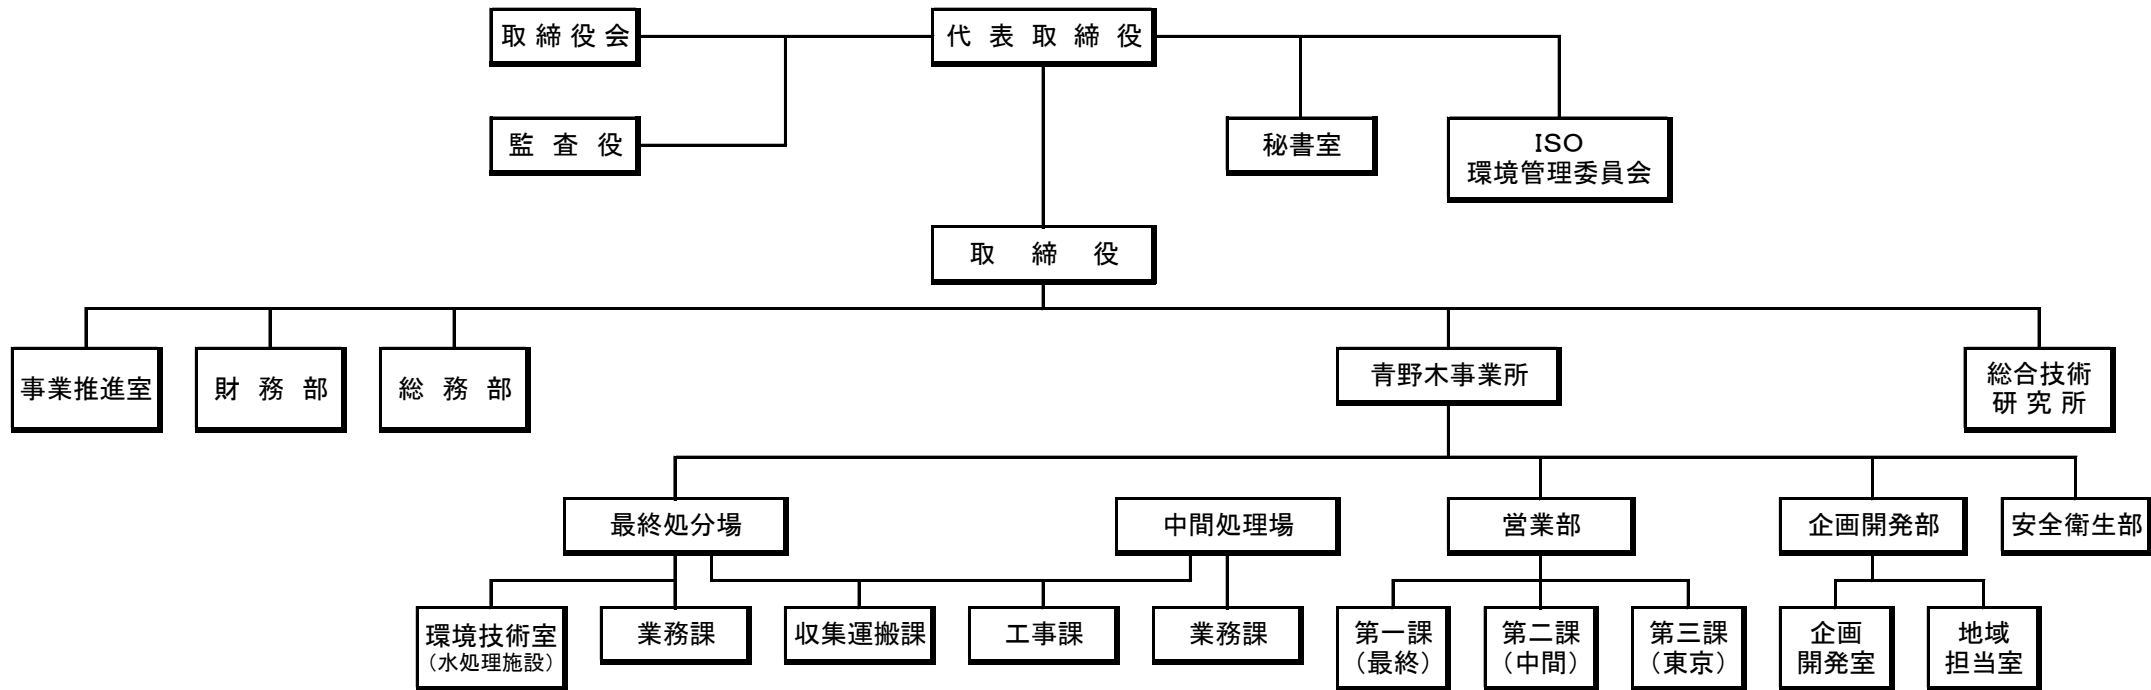 取締役会
代表取締役
監査役
秘書室
ISO
環境管理委員会
取締役
事業推進室
財務部
総務部
青野木事業所
総合技術
研究所
最終処分場
中間処理場
営業部
企画開発部
安全衛生部
環境技術室
（水処理施設）
業務課
収集運搬課
工事課
業務課
第一課
（最終）
第二課
（中間）
第三課
（東京）
企画
開発室
地域
担当室